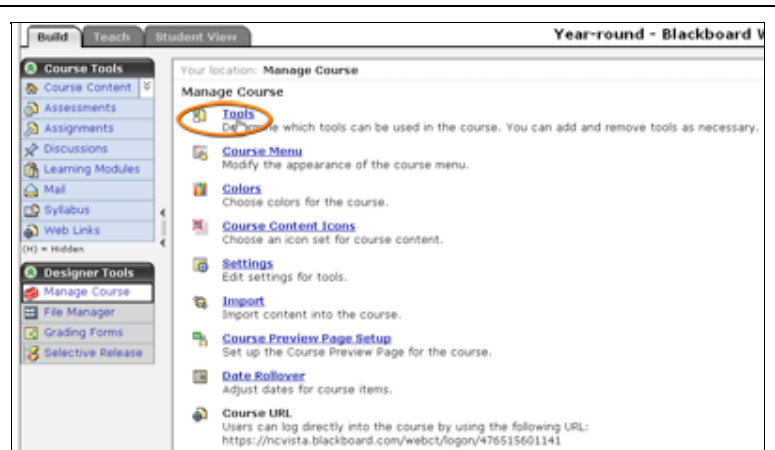 Build Teach Student View Year-round - Blackboard
Course Tools
Course Content
Assessments
Assignments
Discussions
Learning Modules
Mail
Syllabus
Web Links
(H) = Hidden
Designer Tools
Manage Course
File Manager
Grading Forms
Selective Release
Your location: Manage Course
Manage Course
Tools
which tools can be used in the course. You can add and remove tools as necessary.
Course Menu
Modify the appearance of the course menu.
Colors
Choose colors for the course.
Course Content Icons
Choose an icon set for course content.
Settings
Edit settings for tools.
Import
Import content into the course.
Course Preview Page Setup
Set up the Course Preview Page for the course.
Date Rollover
Adjust dates for course items.
Course URL
Users can log directly into the course by using the following URL:
https://ncvista.blackboard.com/webct/logon/476515601141